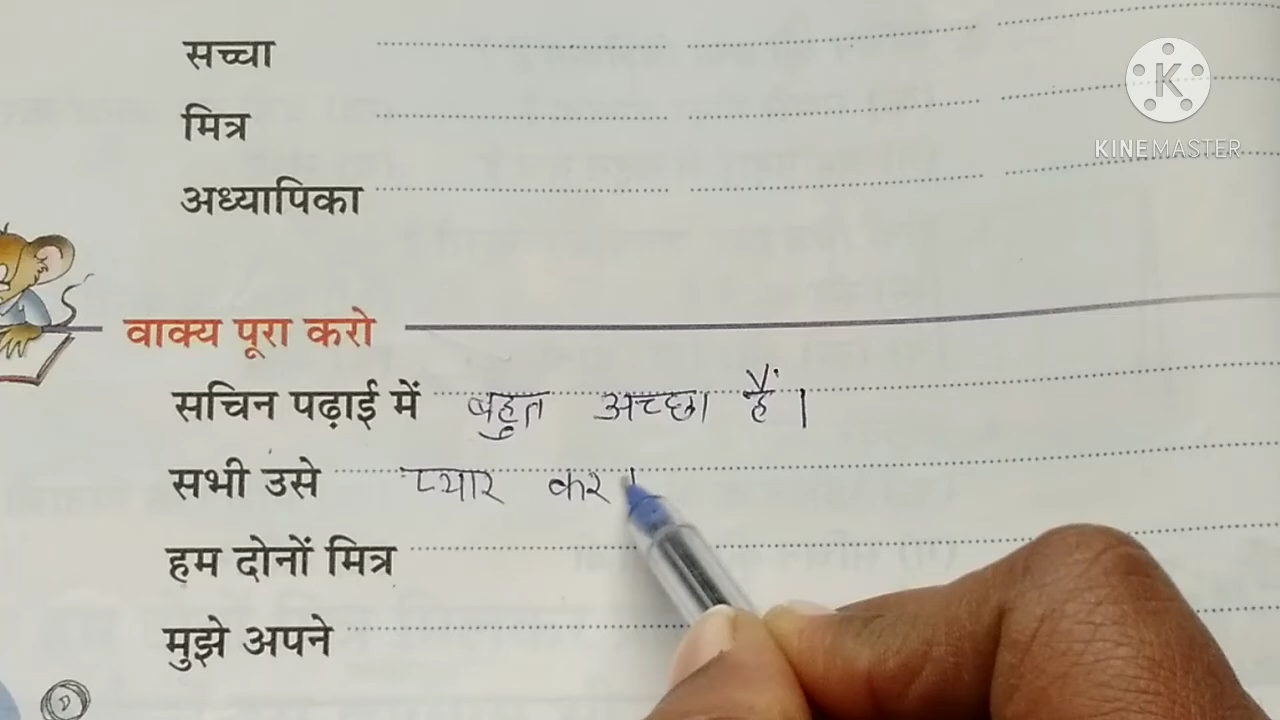 सच्चा
K
मित्र
KINEMASTER
अध्यापिका
वाक्य पूरा करो
सचिन पढ़ाई में बहुत अच्छा हैं।
सभी उसे प्यार कर
हम दोनों मित्र
मुझे अपने